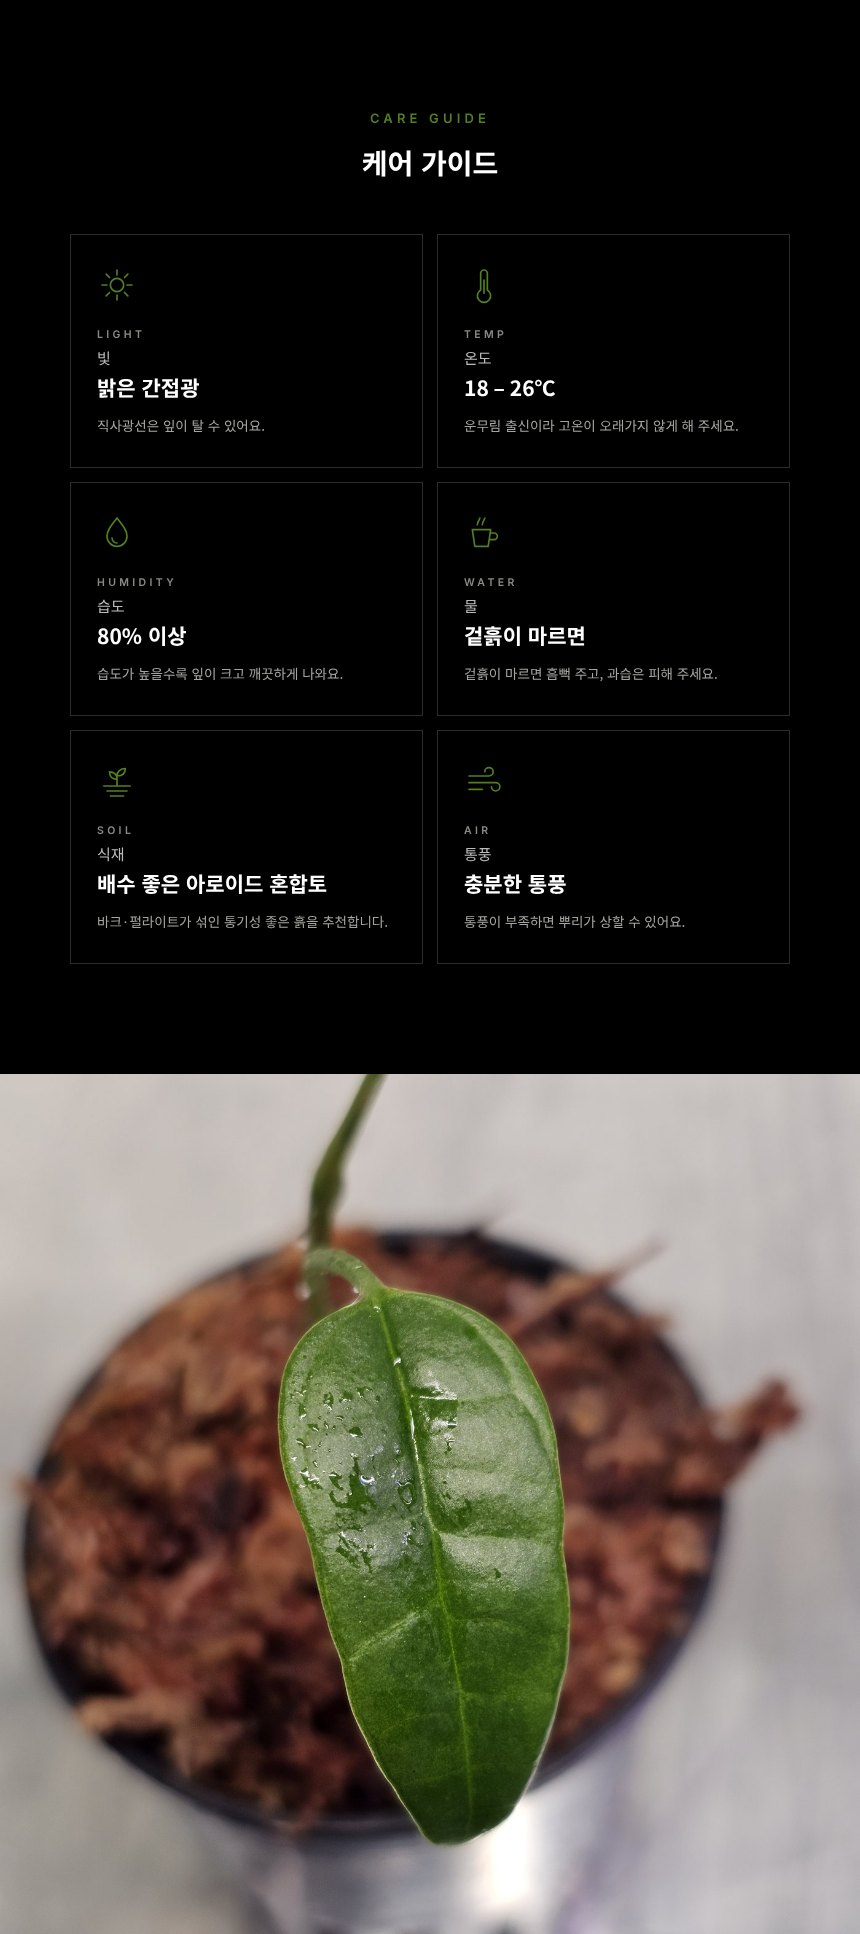 CARE GUIDE
케어 가이드
LIGHT
빛
밝은 간접광
직사광선은 잎이 탈 수 있어요.
TEMP
온도
18 – 26℃
운무림 출신이라 고온이 오래가지 않게 해 주세요.
HUMIDITY
습도
80% 이상
습도가 높을수록 잎이 크고 깨끗하게 나와요.
WATER
물
겉흙이 마르면
겉흙이 마르면 흠뻑 주고, 과습은 피해 주세요.
SOIL
식재
배수 좋은 아로이드 혼합토
바크·펄라이트가 섞인 통기성 좋은 흙을 추천합니다.
AIR
통풍
충분한 통풍
통풍이 부족하면 뿌리가 상할 수 있어요.